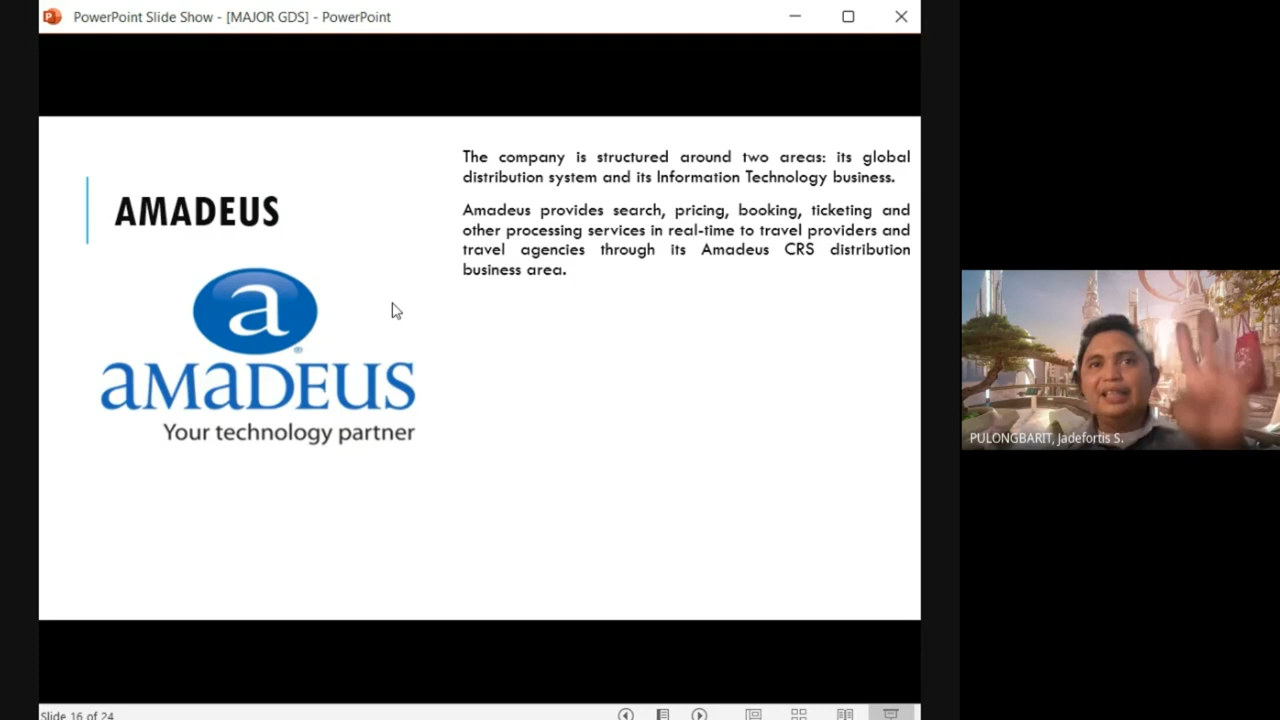 PowerPoint Slide Show - [MAJOR GDS] - PowerPoint
The company is structured around two areas: its global
distribution system and its Information Technology business.
AMADEUS
Amadeus provides search, pricing, booking, ticketing and
other processing services in real-time to travel providers and
travel agencies through its Amadeus CRS distribution
business area.
a
amaDEUS
Your technology partner
PULONGBARIT, Jadefortis S.
Slide 16 of 24